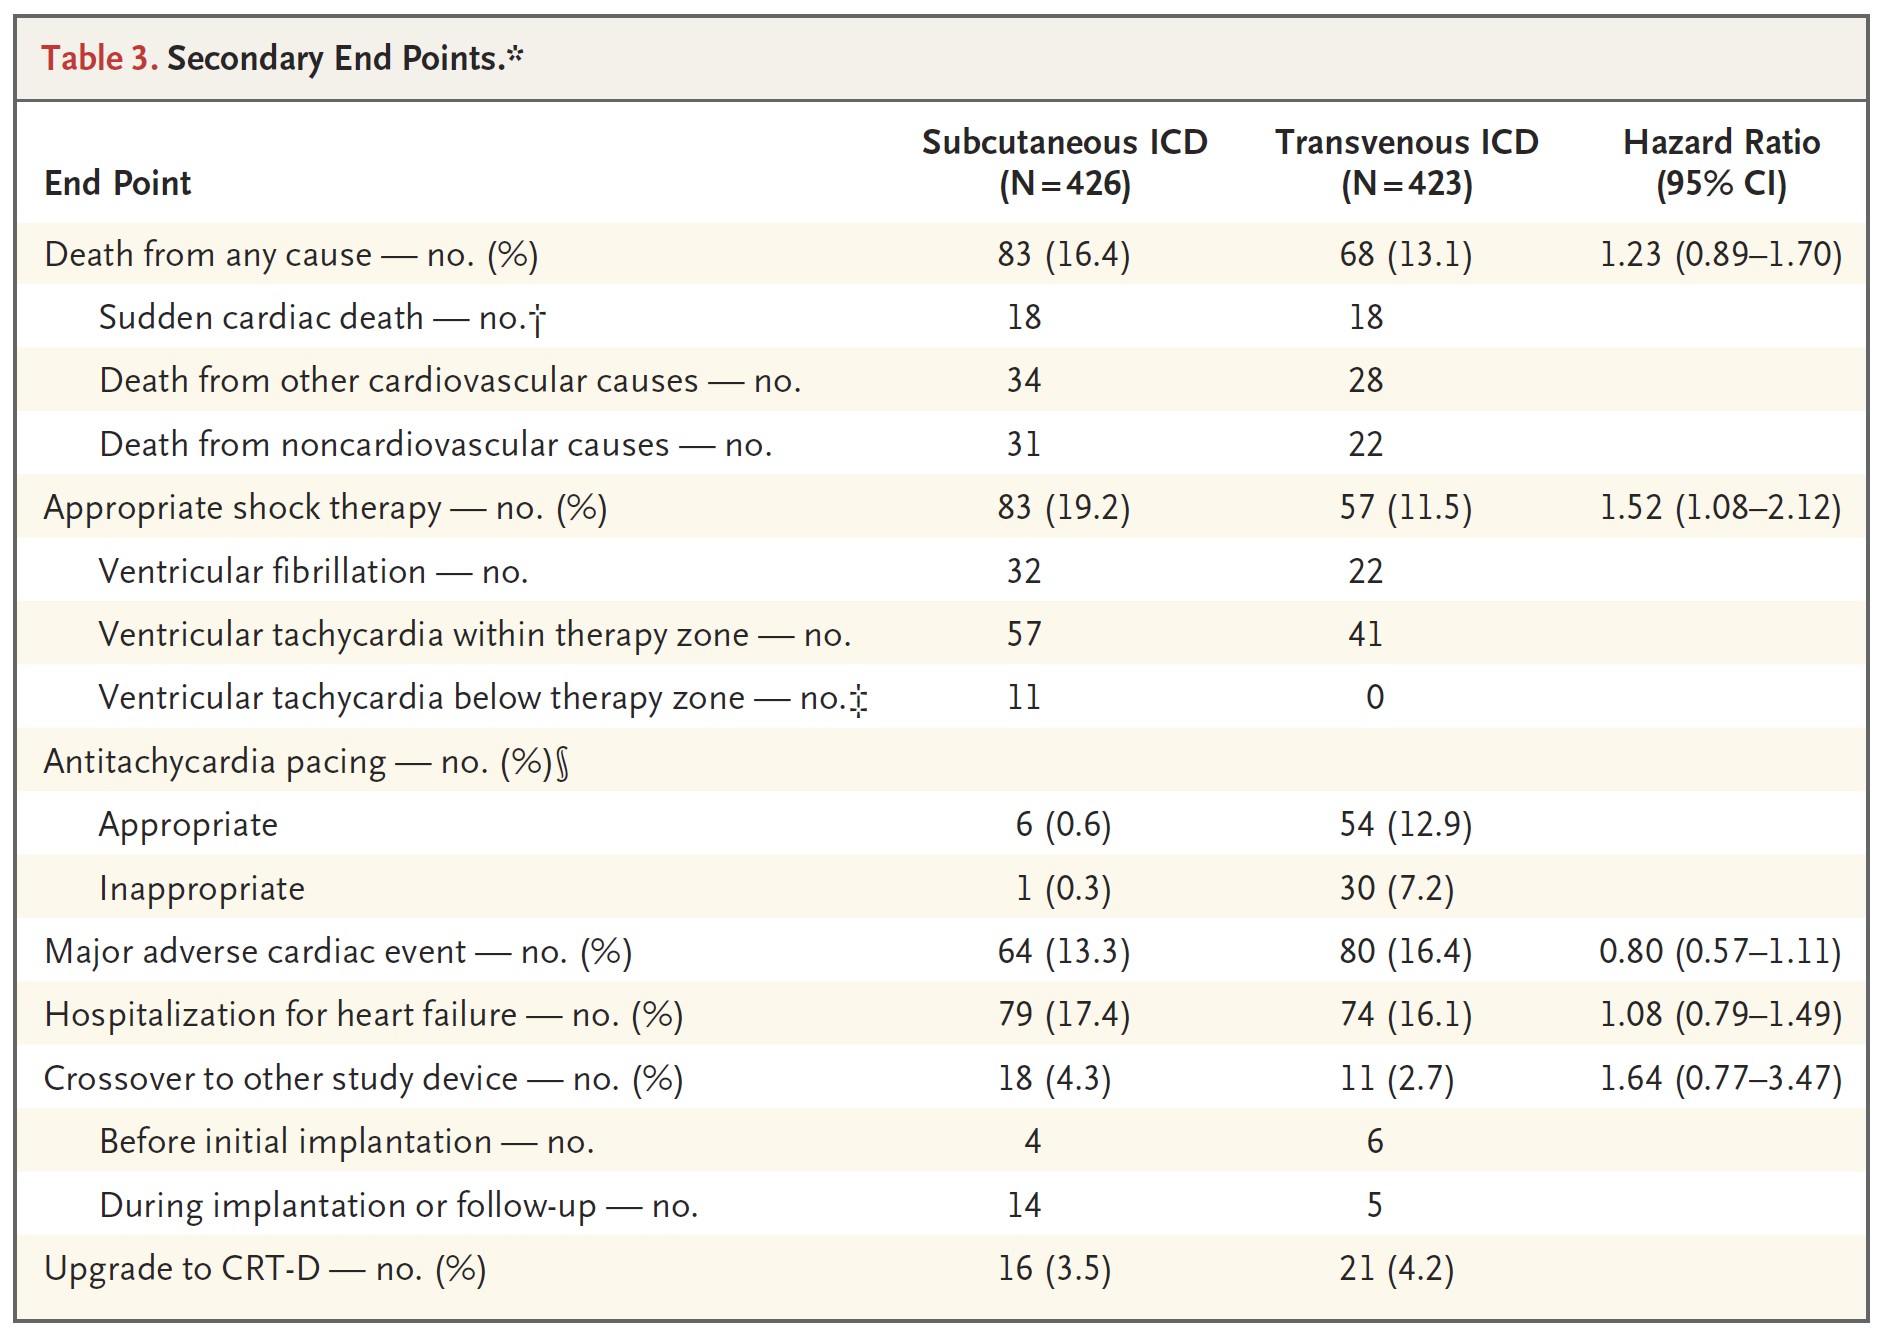 Table 3. Secondary End Points.*
End Point Subcutaneous ICD (N=426) Transvenous ICD (N=423) Hazard Ratio (95% CI)
Death from any cause — no. (%) 83 (16.4) 68 (13.1) 1.23 (0.89–1.70)
Sudden cardiac death — no.† 18 18
Death from other cardiovascular causes — no. 34 28
Death from noncardiovascular causes — no. 31 22
Appropriate shock therapy — no. (%) 83 (19.2) 57 (11.5) 1.52 (1.08–2.12)
Ventricular fibrillation — no. 32 22
Ventricular tachycardia within therapy zone — no. 57 41
Ventricular tachycardia below therapy zone — no.‡ 11 0
Antitachycardia pacing — no. (%)§
Appropriate 6 (0.6) 54 (12.9)
Inappropriate 1 (0.3) 30 (7.2)
Major adverse cardiac event — no. (%) 64 (13.3) 80 (16.4) 0.80 (0.57–1.11)
Hospitalization for heart failure — no. (%) 79 (17.4) 74 (16.1) 1.08 (0.79–1.49)
Crossover to other study device — no. (%) 18 (4.3) 11 (2.7) 1.64 (0.77–3.47)
Before initial implantation — no. 4 6
During implantation or follow-up — no. 14 5
Upgrade to CRT-D — no. (%) 16 (3.5) 21 (4.2)